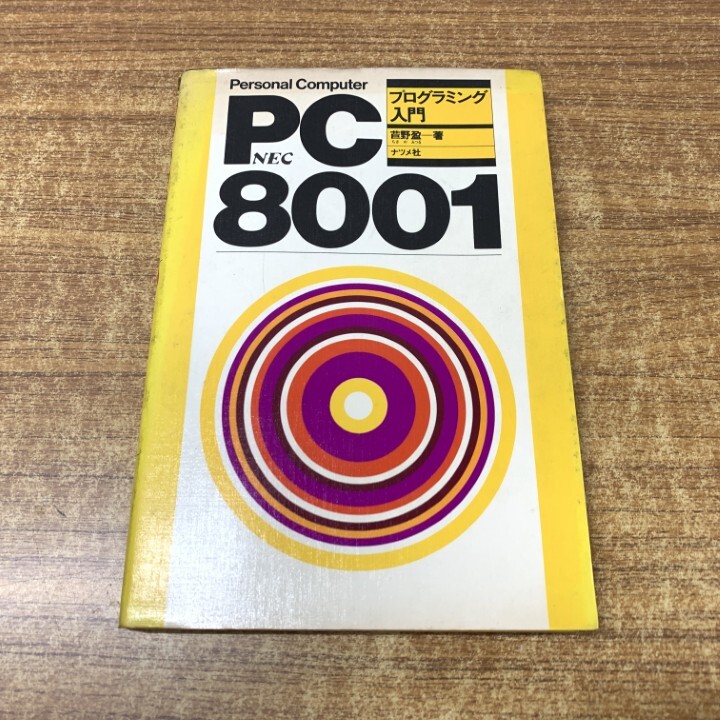 Personal Computer
PC
NEC
8001
プログラミング
入門
苣野盈一 著
ナツメ社